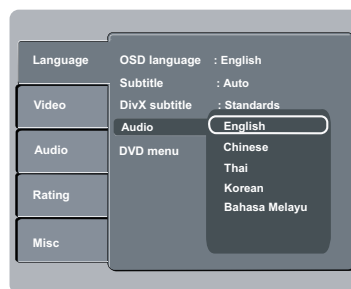 Language
Video
Audio
Rating
Misc
OSD language : English
Subtitle : Auto
DivX subtitle : Standards
Audio
DVD menu
English
Chinese
Thai
Korean
Bahasa Melayu